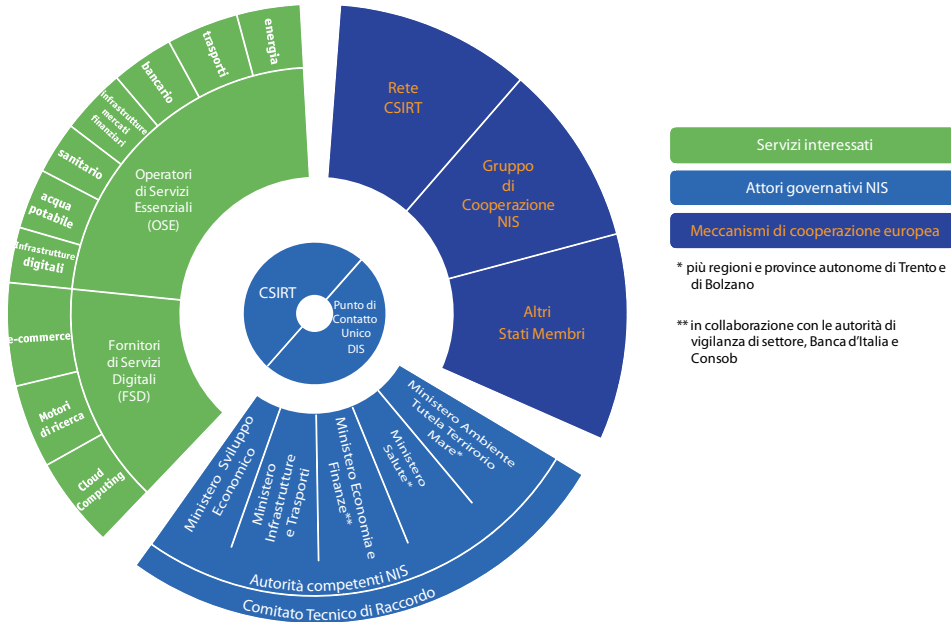 energia
trasporti
bancario
infrastrutture
mercati
finanziari
sanitario
acqua
potabile
Infrastrutture
digitali
e-commerce
Motori
di ricerca
Cloud
Computing
Operatori
di Servizi
Essenziali
(OSE)
Fornitori
di Servizi
Digitali
(FSD)
Rete
CSIRT
Gruppo
di
Cooperazione
NIS
Altri
Stati Membri
CSIRT
Punto di
Contatto
Unico
DIS
Ministero Sviluppo
Economico
Ministero
Infrastrutture
e Trasporti
Ministero Economia e
Finanze**
Ministero
Salute*
Ministero Ambiente
Tutela Terrirorio
Mare*
Autorità competenti NIS
Comitato Tecnico di Raccordo
Servizi interessati
Attori governativi NIS
Meccanismi di cooperazione europea
* più regioni e province autonome di Trento e
di Bolzano
** in collaborazione con le autorità di
vigilanza di settore, Banca d'Italia e
Consob